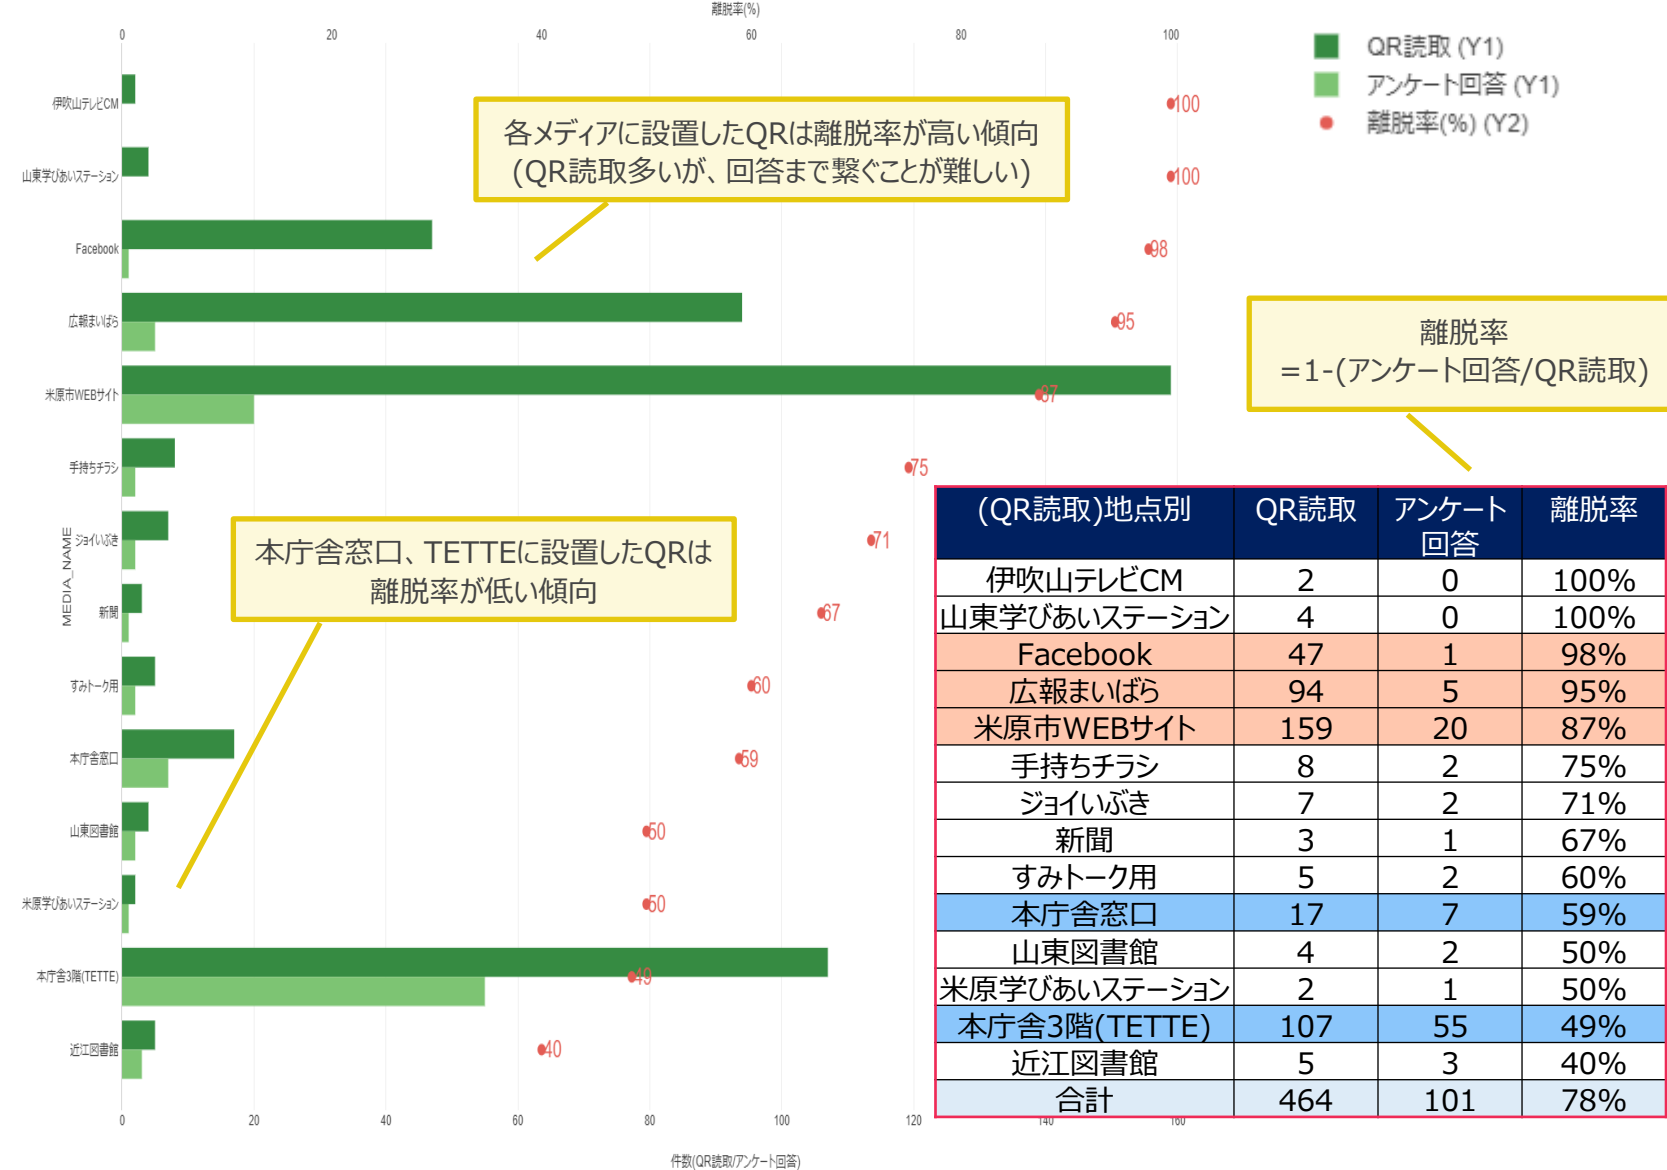 離脱率(%)
0 20 40 60 80 100
QR読取 (Y1)
アンケート回答 (Y1)
離脱率(%) (Y2)
各メディアに設置したQRは離脱率が高い傾向
(QR読取多いが、回答まで繋ぐことが難しい)
離脱率
=1-(アンケート回答/QR読取)
本庁舎窓口、TETTEに設置したQRは
離脱率が低い傾向
MEDIA_NAME
伊吹山テレビCM 100
山東学びあいステーション 100
Facebook 98
広報まいばら 95
米原市WEBサイト 87
手持ちチラシ 75
ジョイいぶき 71
新聞 67
すみトーク用 60
本庁舎窓口 59
山東図書館 50
米原学びあいステーション 50
本庁舎3階(TETTE) 49
近江図書館 40
0 20 40 60 80 100 120 140 160
件数(QR読取/アンケート回答)
(QR読取)地点別 QR読取 アンケート 離脱率
回答
伊吹山テレビCM 2 0 100%
山東学びあいステーション 4 0 100%
Facebook 47 1 98%
広報まいばら 94 5 95%
米原市WEBサイト 159 20 87%
手持ちチラシ 8 2 75%
ジョイいぶき 7 2 71%
新聞 3 1 67%
すみトーク用 5 2 60%
本庁舎窓口 17 7 59%
山東図書館 4 2 50%
米原学びあいステーション 2 1 50%
本庁舎3階(TETTE) 107 55 49%
近江図書館 5 3 40%
合計 464 101 78%